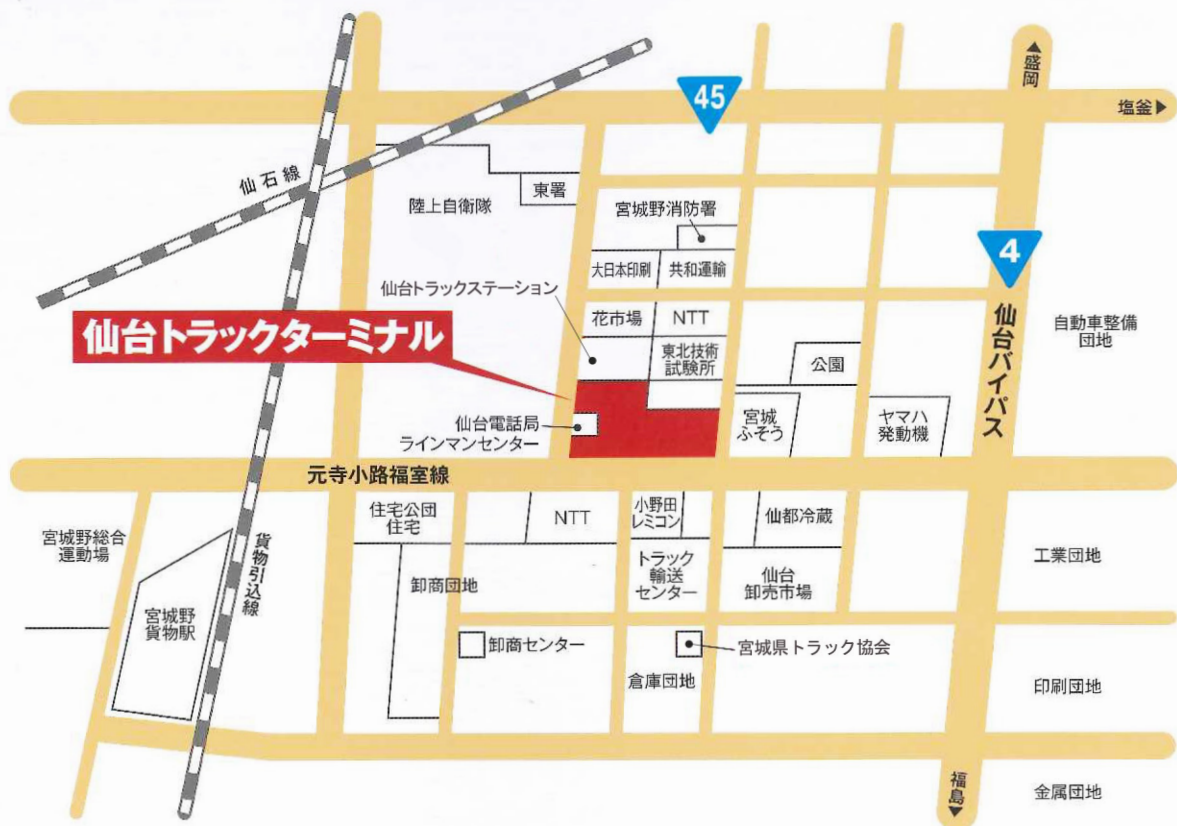 盛岡
45
塩釜
仙石線
東署
陸上自衛隊
宮城野消防署
4
大日本印刷
共和運輸
仙台トラックステーション
花市場
NTT
仙台バイパス
自動車整備
団地
仙台トラックターミナル
東北技術
試験所
公園
仙台電話局
ラインマンセンター
宮城
ふそう
ヤマハ
発動機
元寺小路福室線
住宅公団
住宅
NTT
小野田
レミコン
仙都冷蔵
宮城野総合
運動場
貨物引込線
工業団地
卸商団地
トラック
輸送
センター
仙台
卸売市場
宮城野
貨物駅
卸商センター
宮城県トラック協会
倉庫団地
印刷団地
福島
金属団地